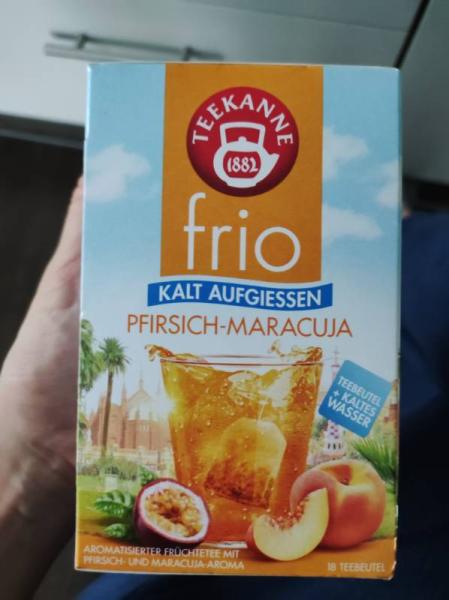 TEEKANNE
1882
frio
KALT AUFGIESSEN
PFIRSICH-MARACUJA
TEEBEUTEL
+ KALTES
WASSER
AROMATISIERTER FRÜCHTETEE MIT
PFIRSICH- UND MARACUJA-AROMA
18 TEEBEUTEL